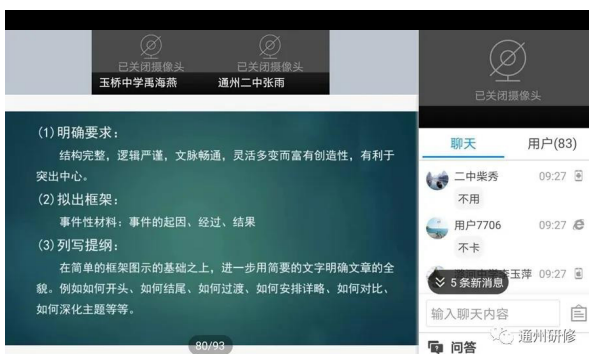 已关闭摄像头
已关闭摄像头
玉桥中学禹海燕
通州二中张雨
已关闭摄像头
(1)明确要求：
结构完整，逻辑严谨，文脉畅通，灵活多变而富有创造性，有利于
突出中心。
(2)拟出框架：
事件性材料：事件的起因、经过、结果
(3)列写提纲：
在简单的框架图示的基础之上，进一步用简要的文字明确文章的全
貌。例如如何开头、如何结尾、如何过渡、如何安排详略、如何对比、
如何深化主题等等。
80/93
聊天
用户(83)
二中柴秀 09:27
不用
用户7706 09:27
不卡
玉萍 09:27
5 条新消息
输入聊天内容
问答
通州研修